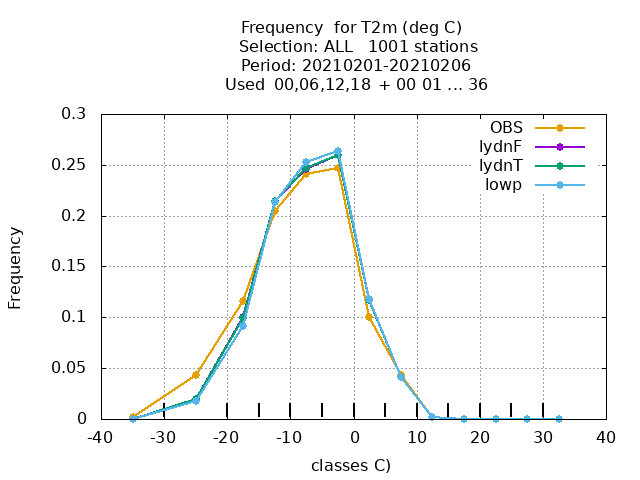 Frequency  for T2m (deg C)
Selection: ALL   1001 stations
Period: 20210201-20210206
Used  00,06,12,18  + 00 01 ... 36
0.3
0.25
0.2
0.15
0.1
0.05
0
Frequency
OBS
lydnF
lydnT
lowp
-40 -30 -20 -10 0 10 20 30 40
classes C)